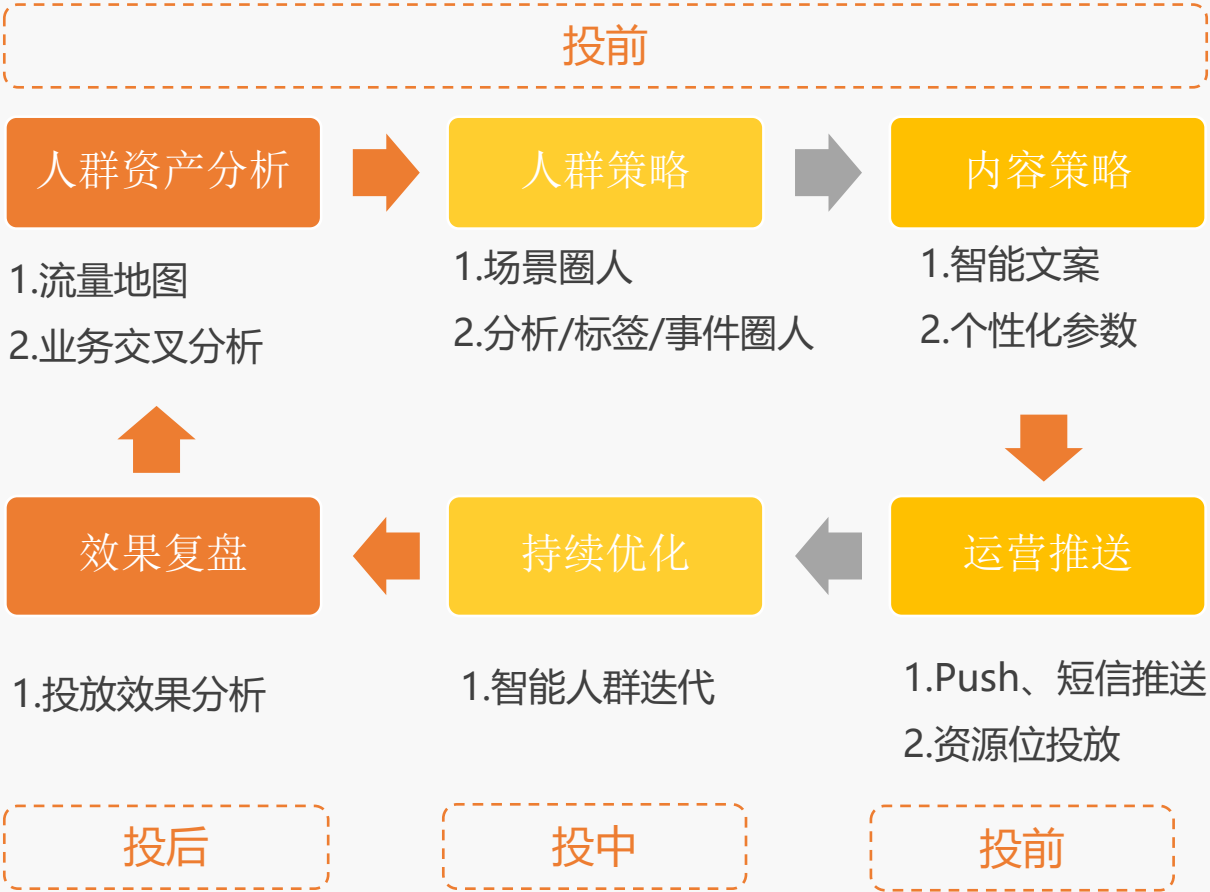 投前
人群资产分析
人群策略
内容策略
1.流量地图
2.业务交叉分析
1.场景圈人
2.分析/标签/事件圈人
1.智能文案
2.个性化参数
效果复盘
持续优化
运营推送
1.投放效果分析
1.智能人群迭代
1.Push、短信推送
2.资源位投放
投后
投中
投前